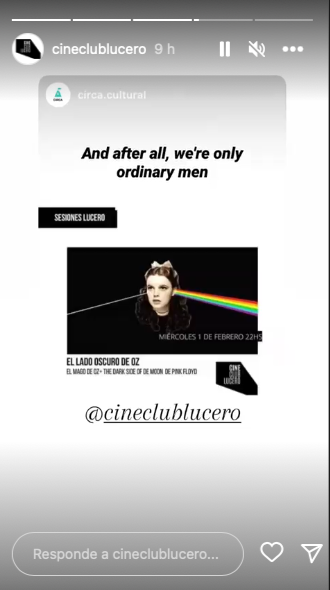 cineclublucero 9 h
circa.cultural
And after all, we're only
ordinary men
SESIONES LUCERO
MIÉRCOLES 1 DE FEBRERO 22HS
EL LADO OSCURO DE OZ
EL MAGO DE OZ + THE DARK SIDE OF DE MOON DE PINK FLOYD
CINE
CLUB
LUCERO
@cineclublucero
Responde a cineclublucero...